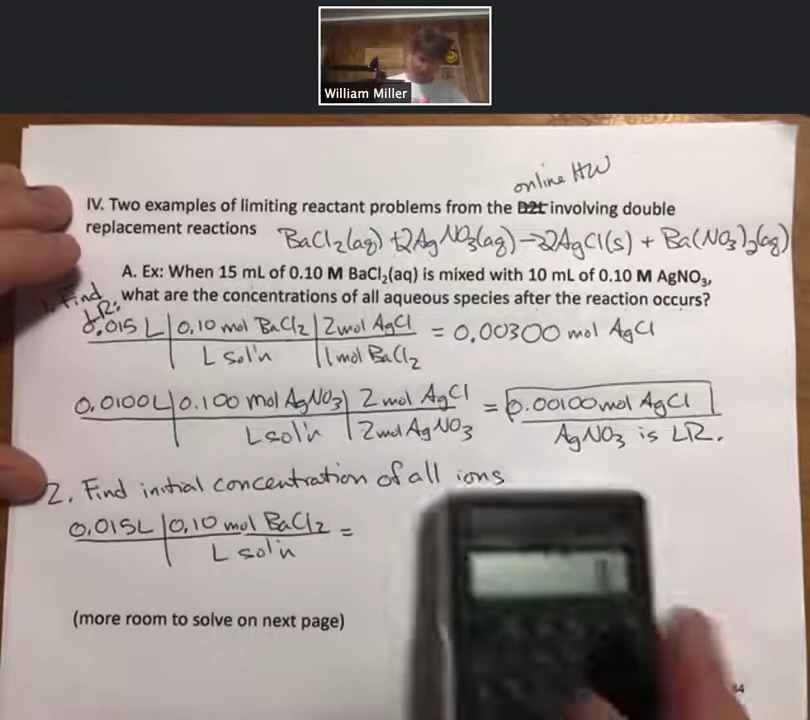 William Miller
online HW
IV. Two examples of limiting reactant problems from the D2L involving double
replacement reactions BaCl₂(aq) + 2AgNO₃(aq) → 2AgCl(s) + Ba(NO₃)₂(aq)
A. Ex: When 15 mL of 0.10 M BaCl₂(aq) is mixed with 10 mL of 0.10 M AgNO₃,
1. Find LR: what are the concentrations of all aqueous species after the reaction occurs?
0.015 L | 0.10 mol BaCl₂ | 2 mol AgCl = 0.00300 mol AgCl
L sol'n | 1 mol BaCl₂
0.0100 L | 0.100 mol AgNO₃ | 2 mol AgCl = 0.00100 mol AgCl
L sol'n | 2 mol AgNO₃ AgNO₃ is LR.
2. Find initial concentration of all ions
0.015L | 0.10 mol BaCl₂ =
L sol'n
(more room to solve on next page)